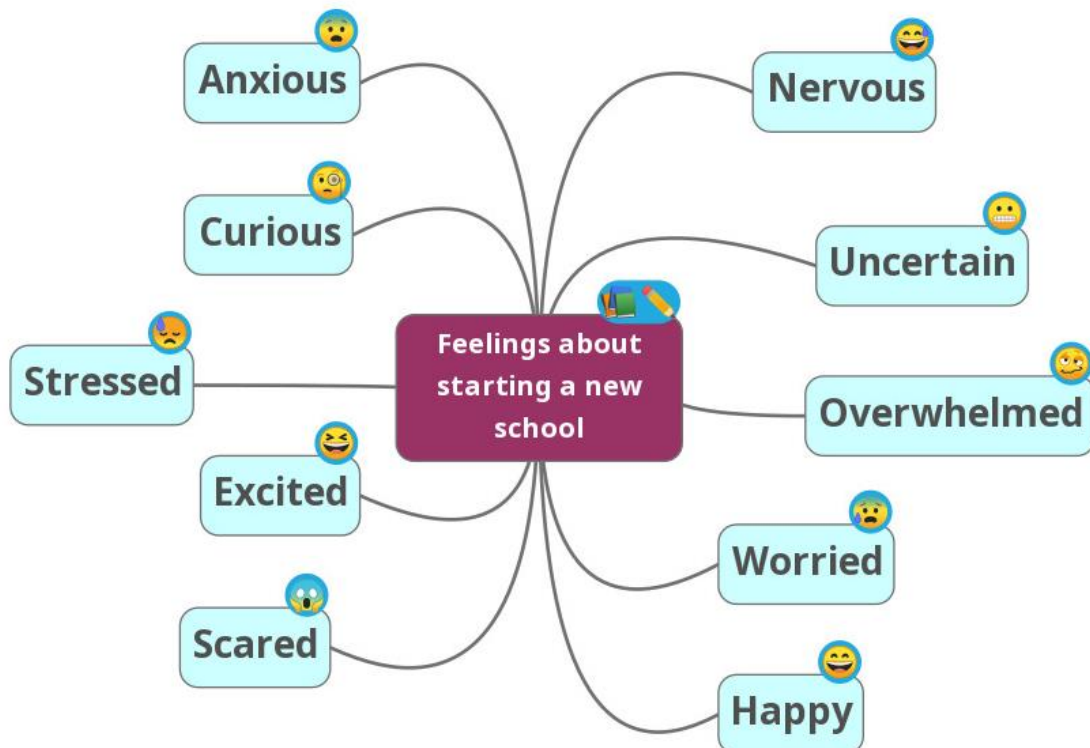 Anxious
Nervous
Curious
Uncertain
Feelings about
starting a new
school
Stressed
Overwhelmed
Excited
Worried
Scared
Happy